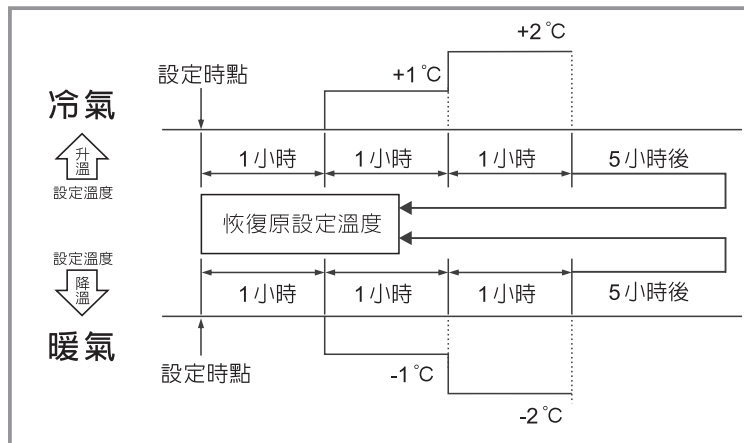 +2°C
+1°C
設定時點
冷氣
升溫
設定溫度
1小時
1小時
1小時
5小時後
恢復原設定溫度
設定溫度
降溫
暖氣
1小時
1小時
1小時
5小時後
設定時點
-1°C
-2°C